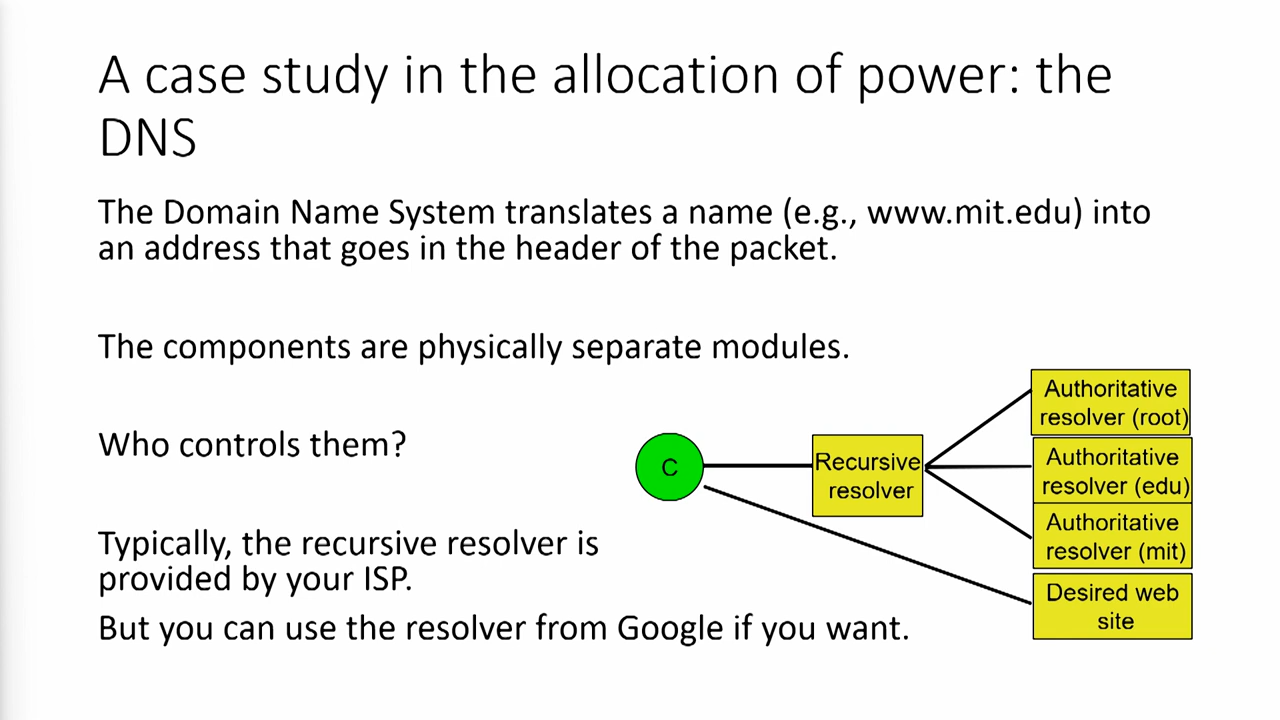 A case study in the allocation of power: the
DNS
The Domain Name System translates a name (e.g., www.mit.edu) into
an address that goes in the header of the packet.
The components are physically separate modules.
Who controls them?
Typically, the recursive resolver is
provided by your ISP.
But you can use the resolver from Google if you want.
C
Recursive
resolver
Authoritative
resolver (root)
Authoritative
resolver (edu)
Authoritative
resolver (mit)
Desired web
site